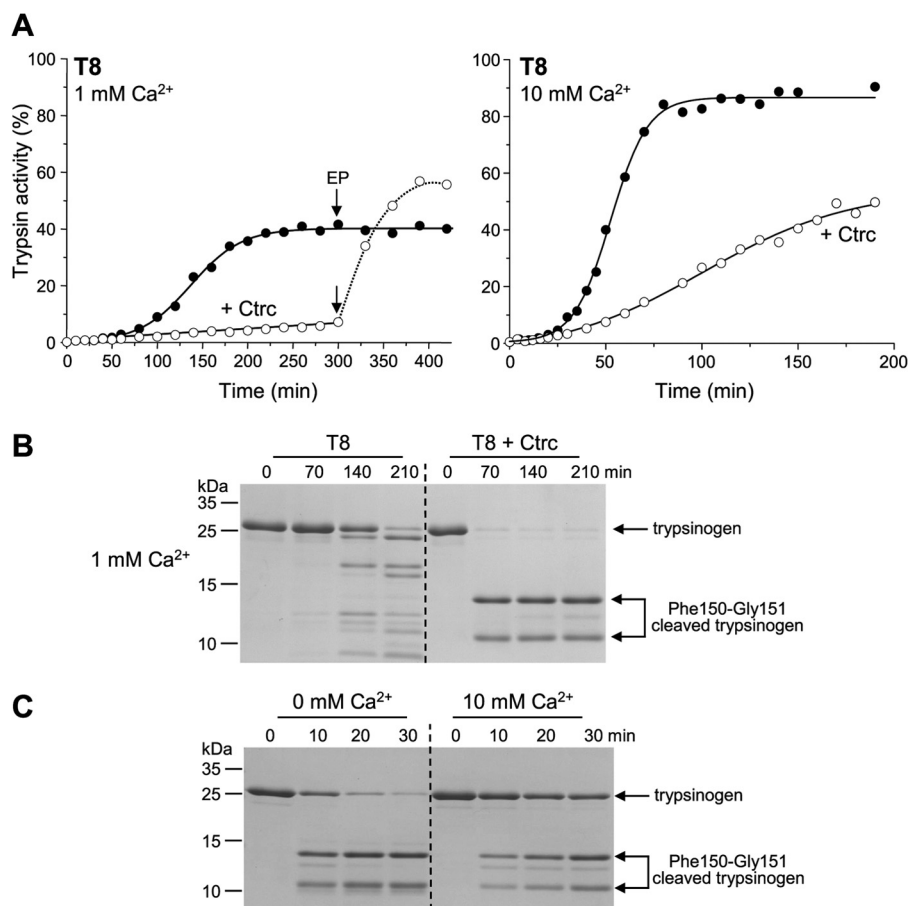 A
T8
1 mM Ca²⁺
100
80
60
40
20
0
Trypsin activity (%)
EP
+ Ctrc
0 50 100 150 200 250 300 350 400
Time (min)
T8
10 mM Ca²⁺
100
80
60
40
20
0
+ Ctrc
0 50 100 150 200
Time (min)
B
T8 T8 + Ctrc
0 70 140 210 0 70 140 210 min
kDa
35
25
15
10
1 mM Ca²⁺
trypsinogen
Phe150-Gly151
cleaved trypsinogen
C
0 mM Ca²⁺ 10 mM Ca²⁺
0 10 20 30 0 10 20 30 min
kDa
35
25
15
10
trypsinogen
Phe150-Gly151
cleaved trypsinogen